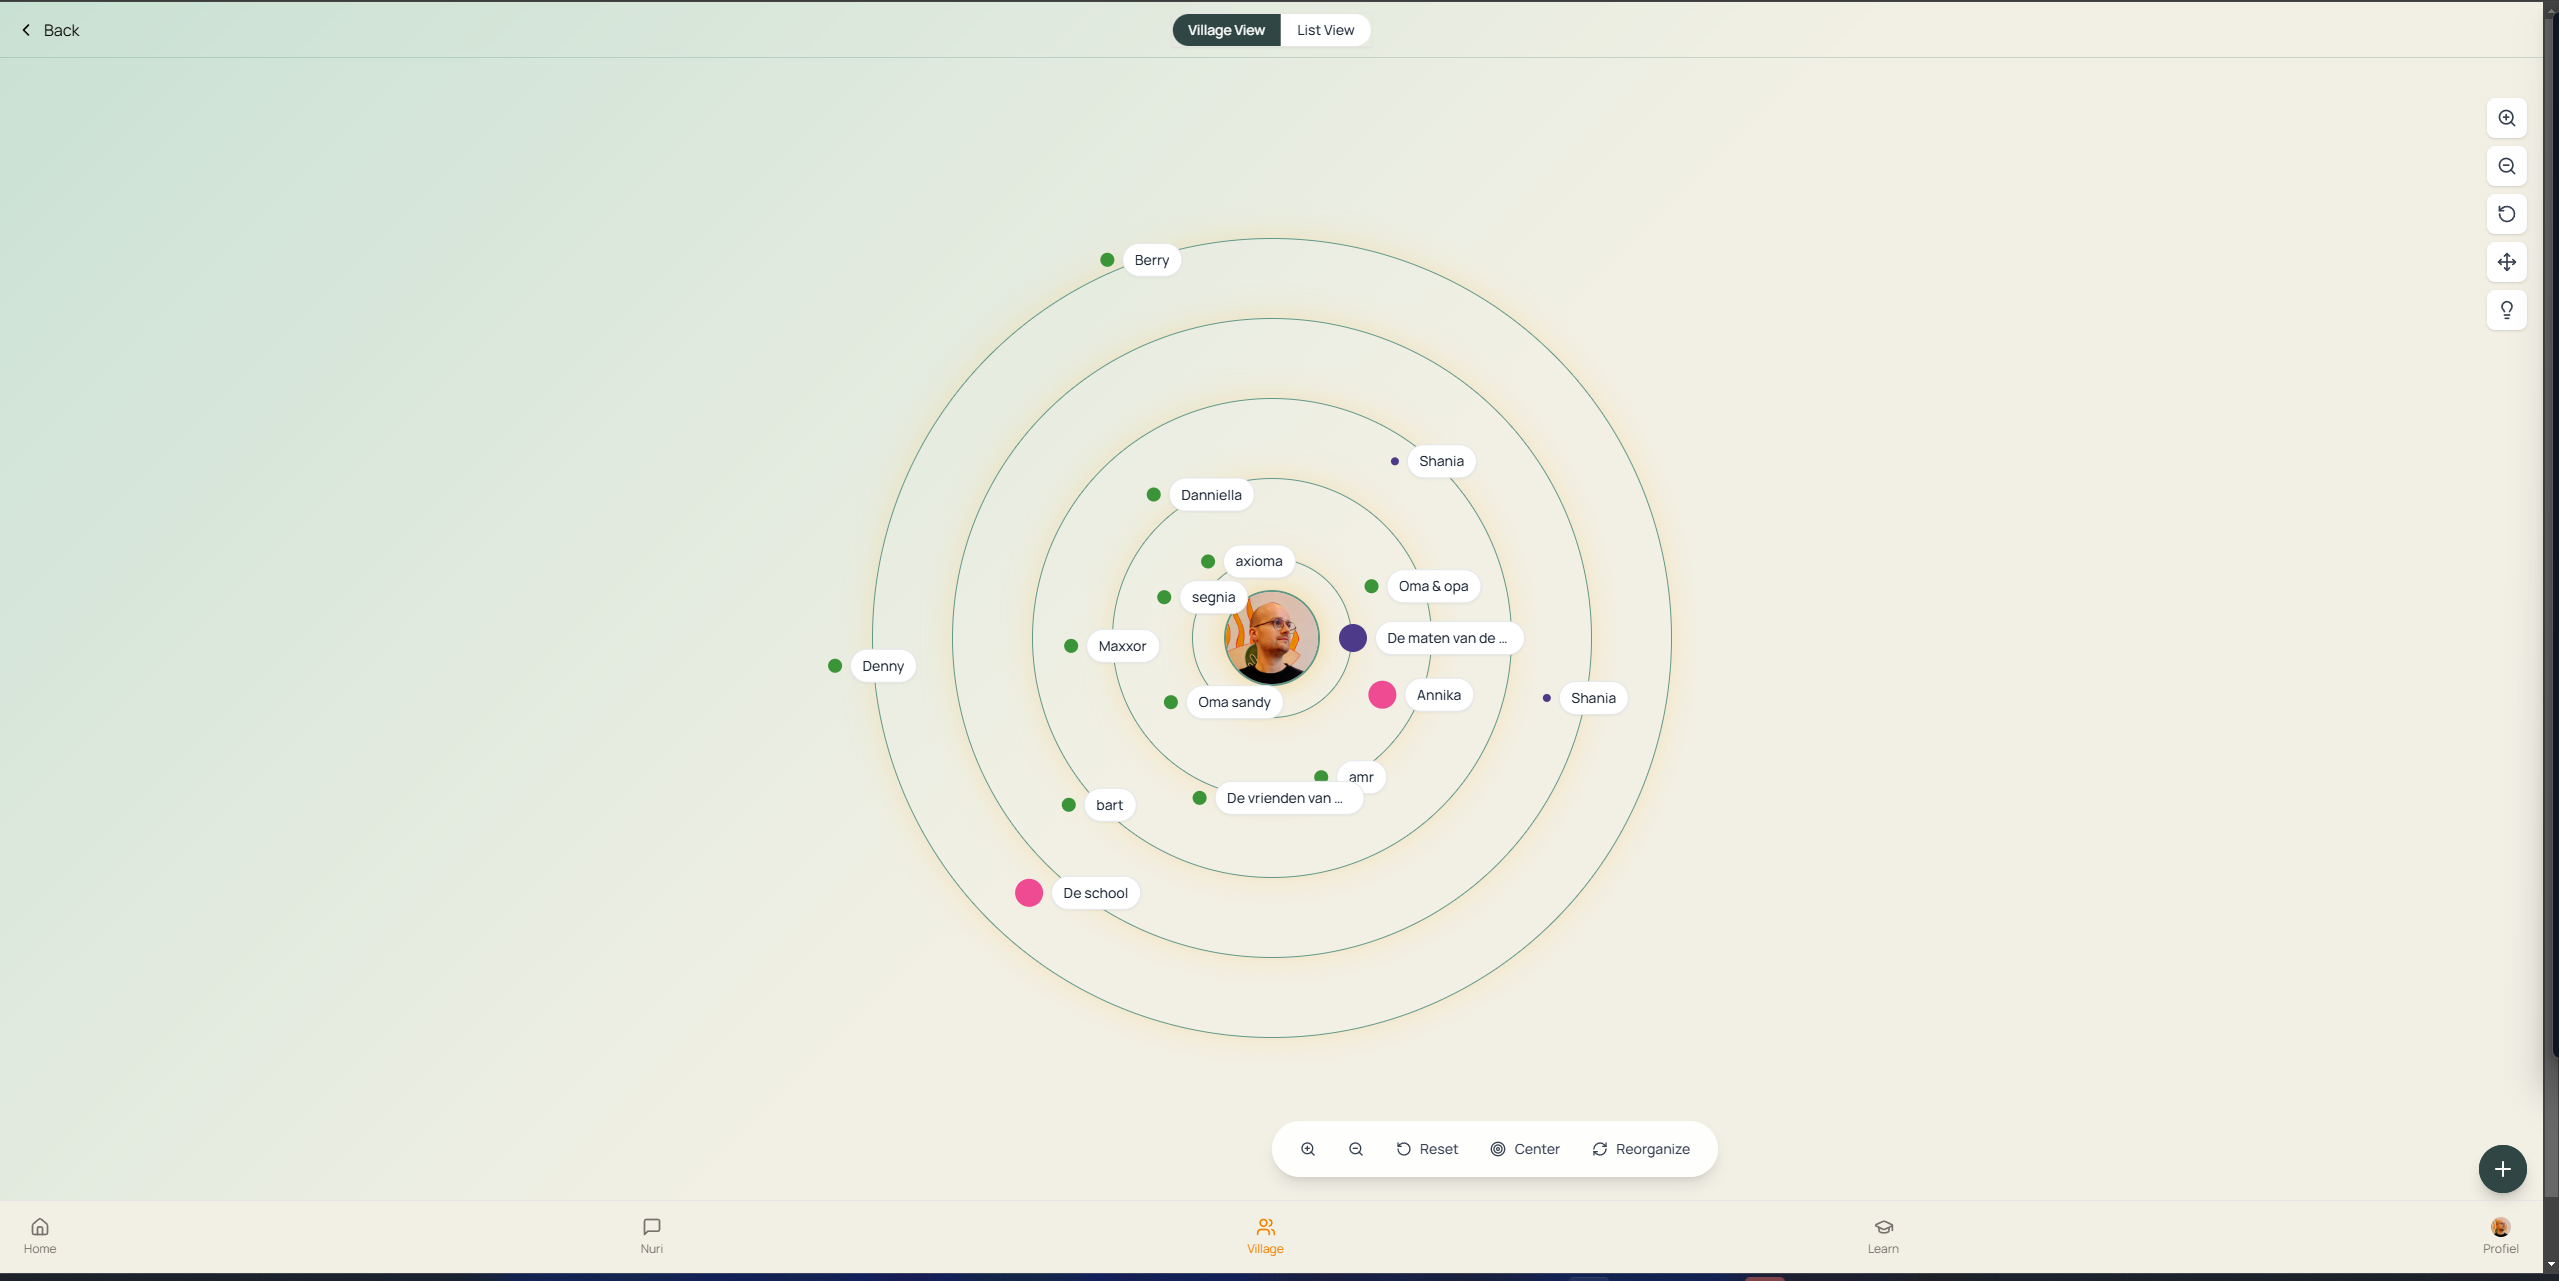 Back
Village View
List View
Berry
Shania
Danniella
axioma
Oma & opa
segnia
De maten van de ...
Maxxor
Denny
Annika
Shania
Oma sandy
amr
De vrienden van ...
bart
De school
Reset
Center
Reorganize
Home
Nuri
Village
Learn
Profiel